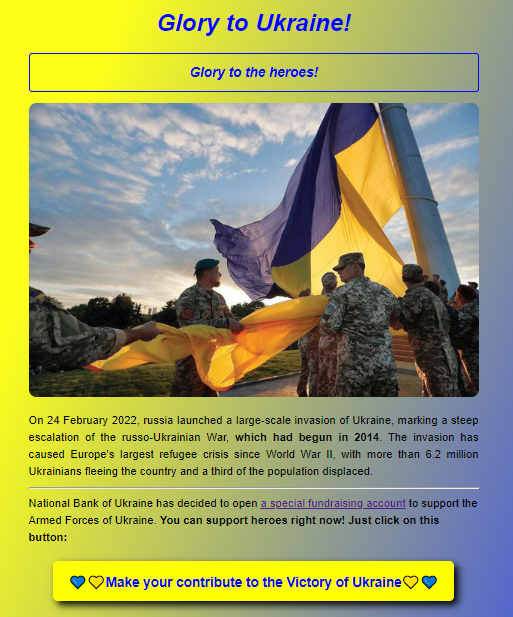 Glory to Ukraine!
Glory to the heroes!
On 24 February 2022, russia launched a large-scale invasion of Ukraine, marking a steep
escalation of the russo-Ukrainian War, which had begun in 2014. The invasion has
caused Europe's largest refugee crisis since World War II, with more than 6.2 million
Ukrainians fleeing the country and a third of the population displaced.
National Bank of Ukraine has decided to open a special fundraising account to support the
Armed Forces of Ukraine. You can support heroes right now! Just click on this
button:
💙💛Make your contribute to the Victory of Ukraine💛💙